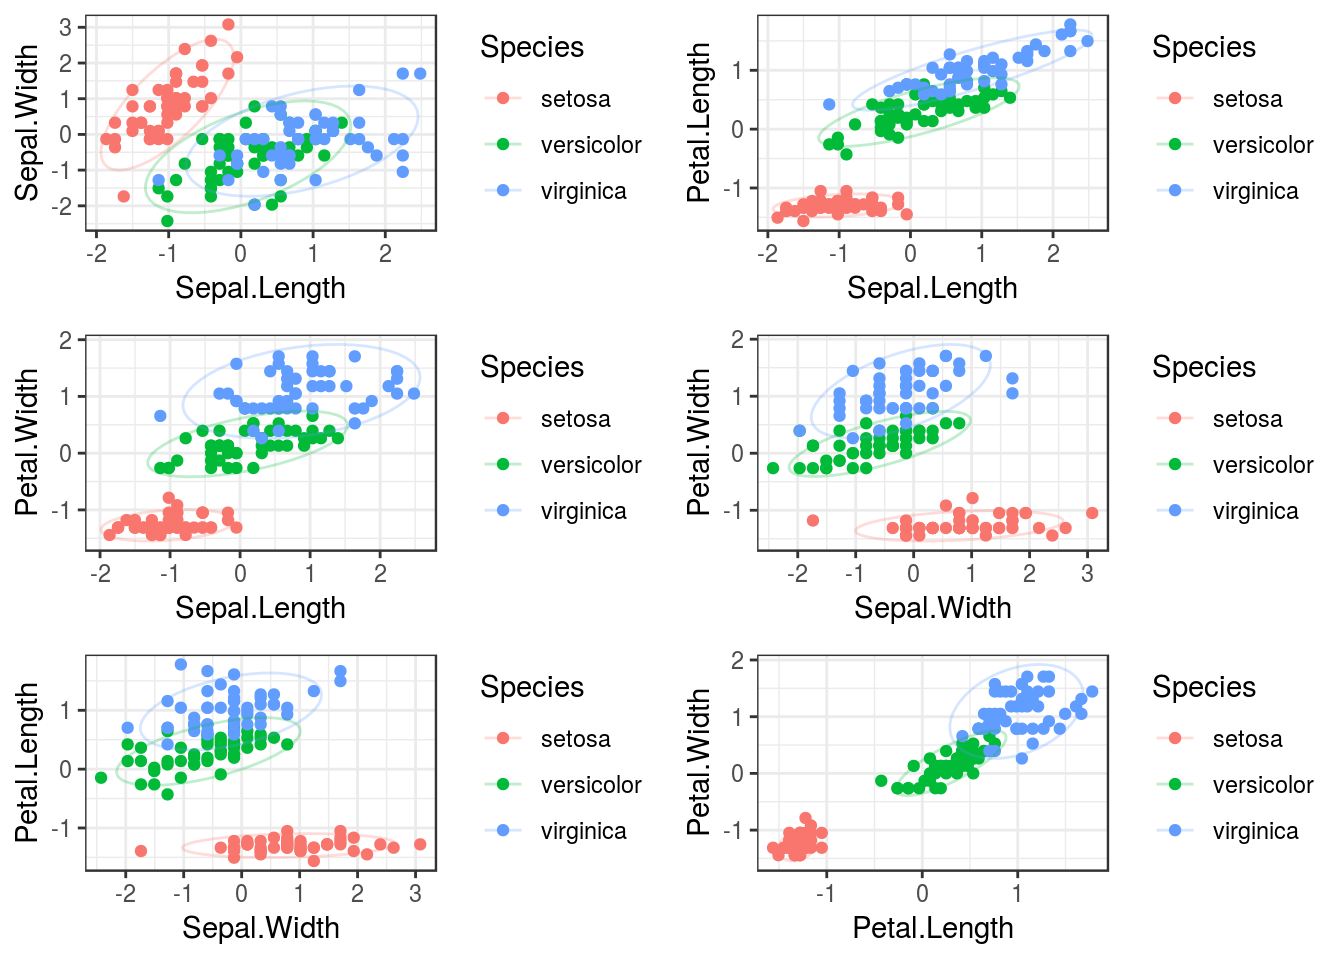 Sepal.Width
3
2
1
0
-1
-2
-2 -1 0 1 2
Sepal.Length
Species
setosa
versicolor
virginica
Petal.Length
1
0
-1
-2 -1 0 1 2
Sepal.Length
Species
setosa
versicolor
virginica
Petal.Width
2
1
0
-1
-2 -1 0 1 2
Sepal.Length
Species
setosa
versicolor
virginica
Petal.Width
2
1
0
-1
-2 -1 0 1 2 3
Sepal.Width
Species
setosa
versicolor
virginica
Petal.Length
1
0
-1
-2 -1 0 1 2 3
Sepal.Width
Species
setosa
versicolor
virginica
Petal.Width
2
1
0
-1
-1 0 1
Petal.Length
Species
setosa
versicolor
virginica